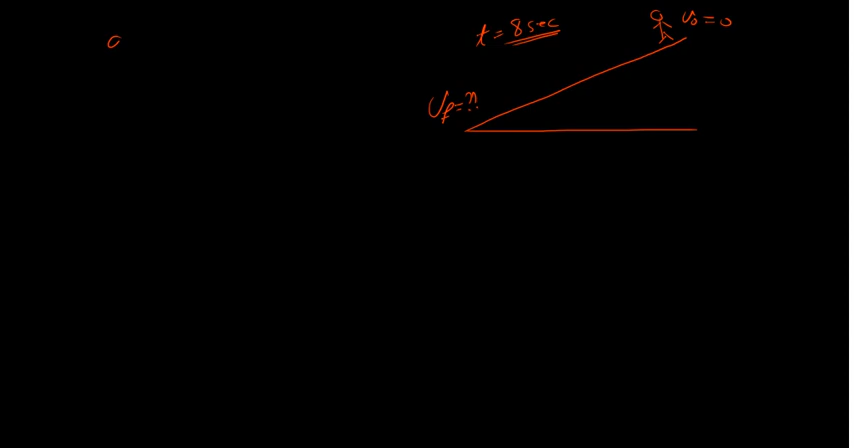 t = 8 sec
v₀ = 0
v_f = ?
a